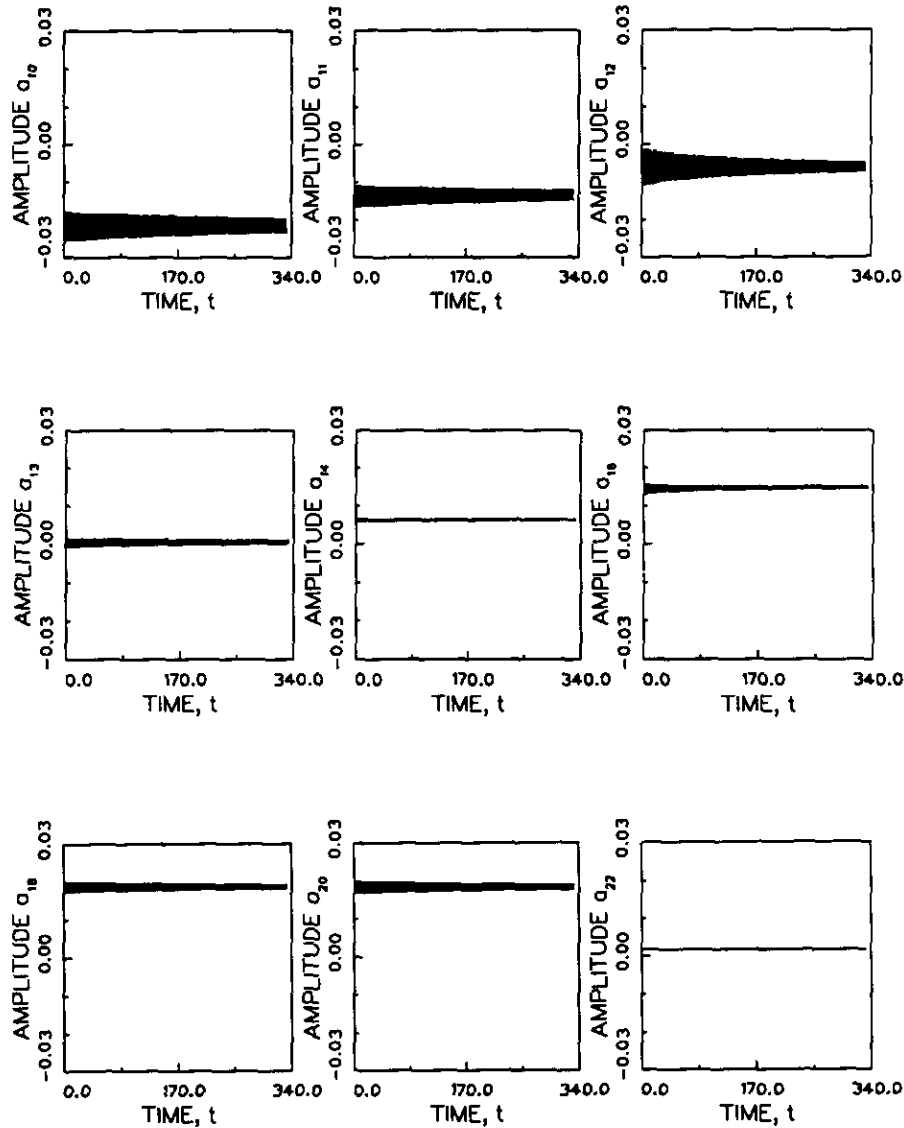 AMPLITUDE a₁₀
0.03
0.00
-0.03
0.0 170.0 340.0
TIME, t
AMPLITUDE a₁₁
0.03
0.00
-0.03
0.0 170.0 340.0
TIME, t
AMPLITUDE a₁₂
0.03
0.00
-0.03
0.0 170.0 340.0
TIME, t
AMPLITUDE a₁₃
0.03
0.00
-0.03
0.0 170.0 340.0
TIME, t
AMPLITUDE a₁₄
0.03
0.00
-0.03
0.0 170.0 340.0
TIME, t
AMPLITUDE a₁₆
0.03
0.00
-0.03
0.0 170.0 340.0
TIME, t
AMPLITUDE a₁₈
0.03
0.00
-0.03
0.0 170.0 340.0
TIME, t
AMPLITUDE a₂₀
0.03
0.00
-0.03
0.0 170.0 340.0
TIME, t
AMPLITUDE a₂₂
0.03
0.00
-0.03
0.0 170.0 340.0
TIME, t